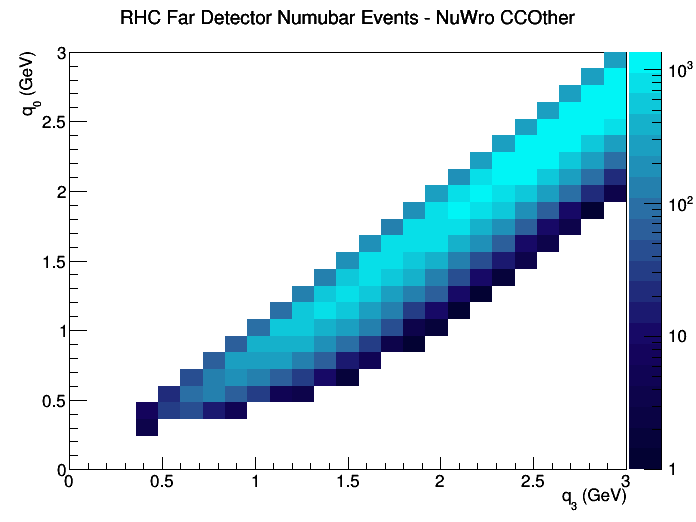 RHC Far Detector Numubar Events - NuWro CCOther
q0 (GeV)
3
2.5
2
1.5
1
0.5
0
0 0.5 1 1.5 2 2.5 3
q3 (GeV)
10³
10²
10
1